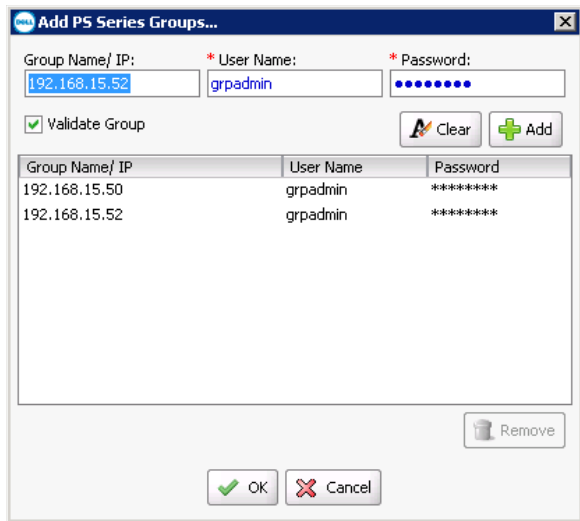 DELL Add PS Series Groups...
Group Name/ IP: * User Name: * Password:
192.168.15.52 grpadmin ●●●●●●●●
Validate Group Clear Add
Group Name/ IP User Name Password
192.168.15.50 grpadmin ********
192.168.15.52 grpadmin ********
Remove
OK Cancel